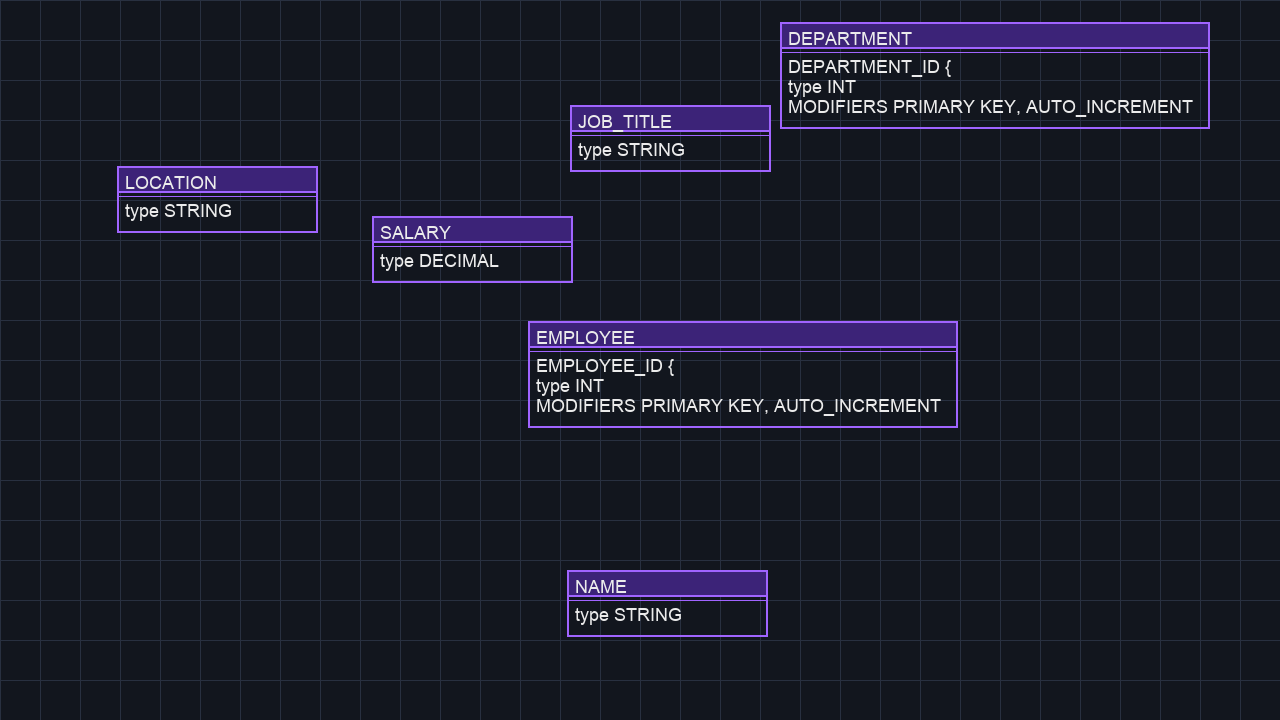 DEPARTMENT
DEPARTMENT_ID {
type INT
MODIFIERS PRIMARY KEY, AUTO_INCREMENT
JOB_TITLE
type STRING
LOCATION
type STRING
SALARY
type DECIMAL
EMPLOYEE
EMPLOYEE_ID {
type INT
MODIFIERS PRIMARY KEY, AUTO_INCREMENT
NAME
type STRING